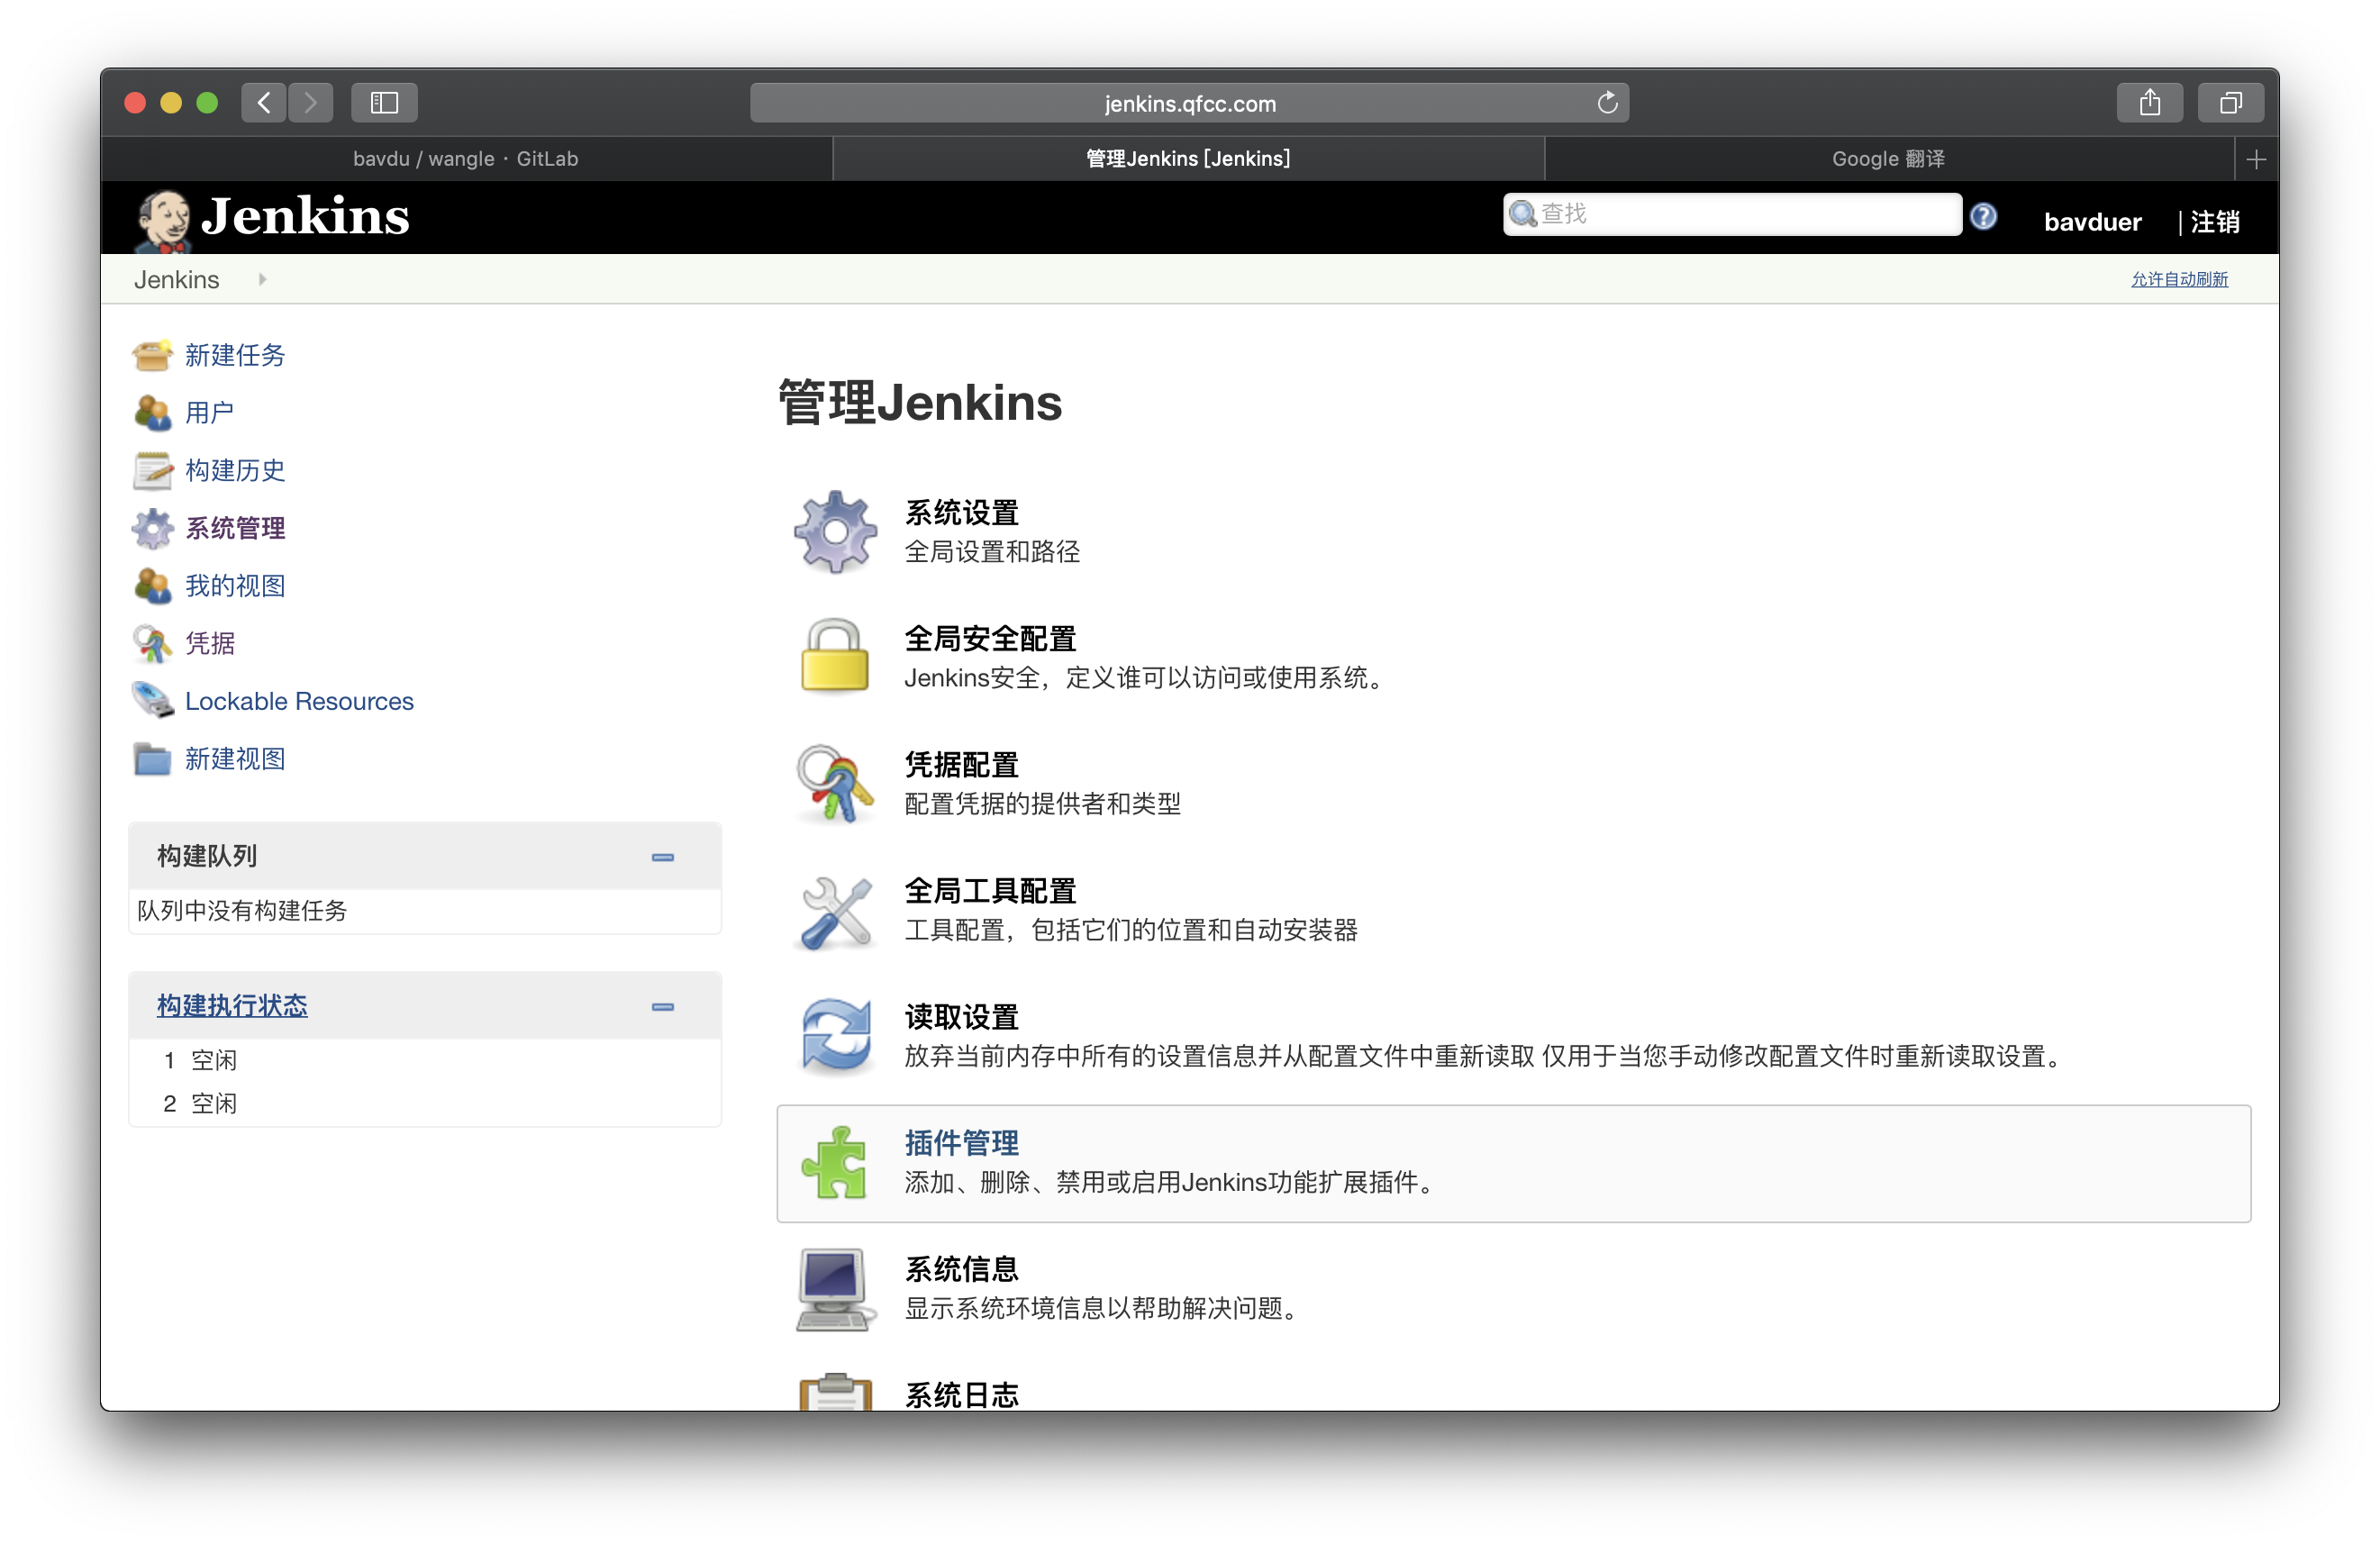 jenkins.qfcc.com
bavdu / wangle · GitLab
管理Jenkins [Jenkins]
Google 翻译
Jenkins
查找
bavduer
| 注销
Jenkins
允许自动刷新
新建任务
用户
构建历史
系统管理
我的视图
凭据
Lockable Resources
新建视图
构建队列
队列中没有构建任务
构建执行状态
1 空闲
2 空闲
管理Jenkins
系统设置
全局设置和路径
全局安全配置
Jenkins安全，定义谁可以访问或使用系统。
凭据配置
配置凭据的提供者和类型
全局工具配置
工具配置，包括它们的位置和自动安装器
读取设置
放弃当前内存中所有的设置信息并从配置文件中重新读取 仅用于当您手动修改配置文件时重新读取设置。
插件管理
添加、删除、禁用或启用Jenkins功能扩展插件。
系统信息
显示系统环境信息以帮助解决问题。
系统日志